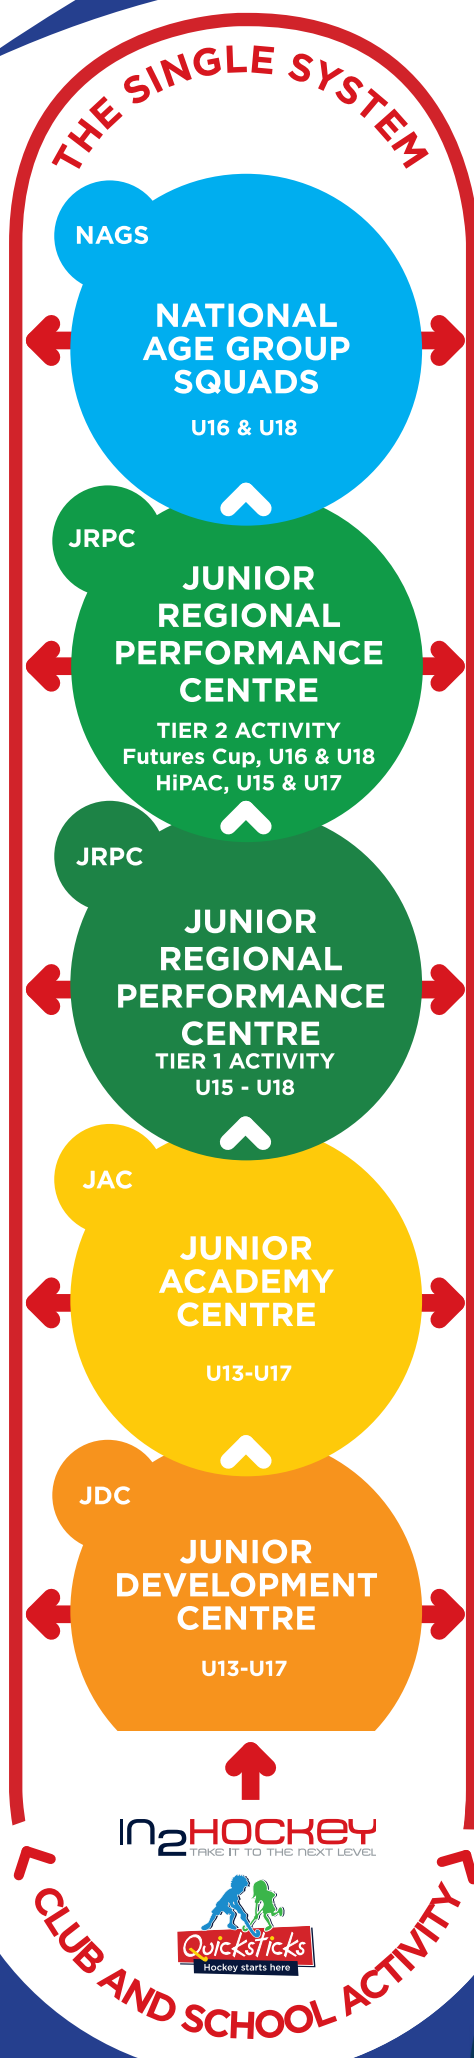 THE SINGLE SYSTEM
NAGS
NATIONAL
AGE GROUP
SQUADS
U16 & U18
JRPC
JUNIOR
REGIONAL
PERFORMANCE
CENTRE
TIER 2 ACTIVITY
Futures Cup, U16 & U18
HiPAC, U15 & U17
JRPC
JUNIOR
REGIONAL
PERFORMANCE
CENTRE
TIER 1 ACTIVITY
U15 - U18
JAC
JUNIOR
ACADEMY
CENTRE
U13-U17
JDC
JUNIOR
DEVELOPMENT
CENTRE
U13-U17
IN2HOCKEY
TAKE IT TO THE NEXT LEVEL
Quicksticks
Hockey starts here
CLUB AND SCHOOL ACTIVITY